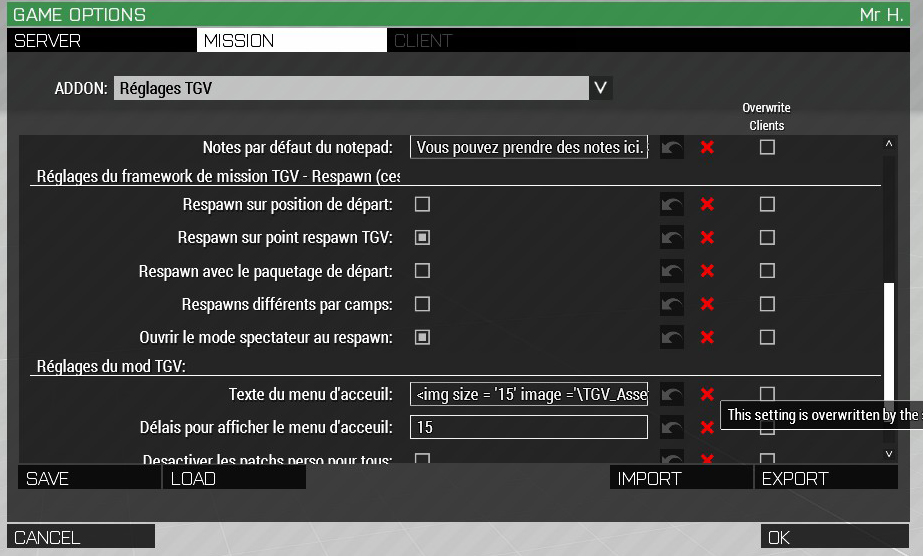 GAME OPTIONS Mr H.
SERVER MISSION CLIENT
ADDON: Réglages TGV
Overwrite
Clients
Notes par défaut du notepad: Vous pouvez prendre des notes ici.
Réglages du framework de mission TGV - Respawn (ces
Respawn sur position de départ:
Respawn sur point respawn TGV:
Respawn avec le paquetage de départ:
Respawns différents par camps:
Ouvrir le mode spectateur au respawn:
Réglages du mod TGV:
Texte du menu d'acceuil: <img size = '15' image ='\TGV_Asse
This setting is overwritten by the s
Délais pour afficher le menu d'acceuil: 15
Desactiver les patchs perso pour tous:
SAVE LOAD IMPORT EXPORT
CANCEL OK